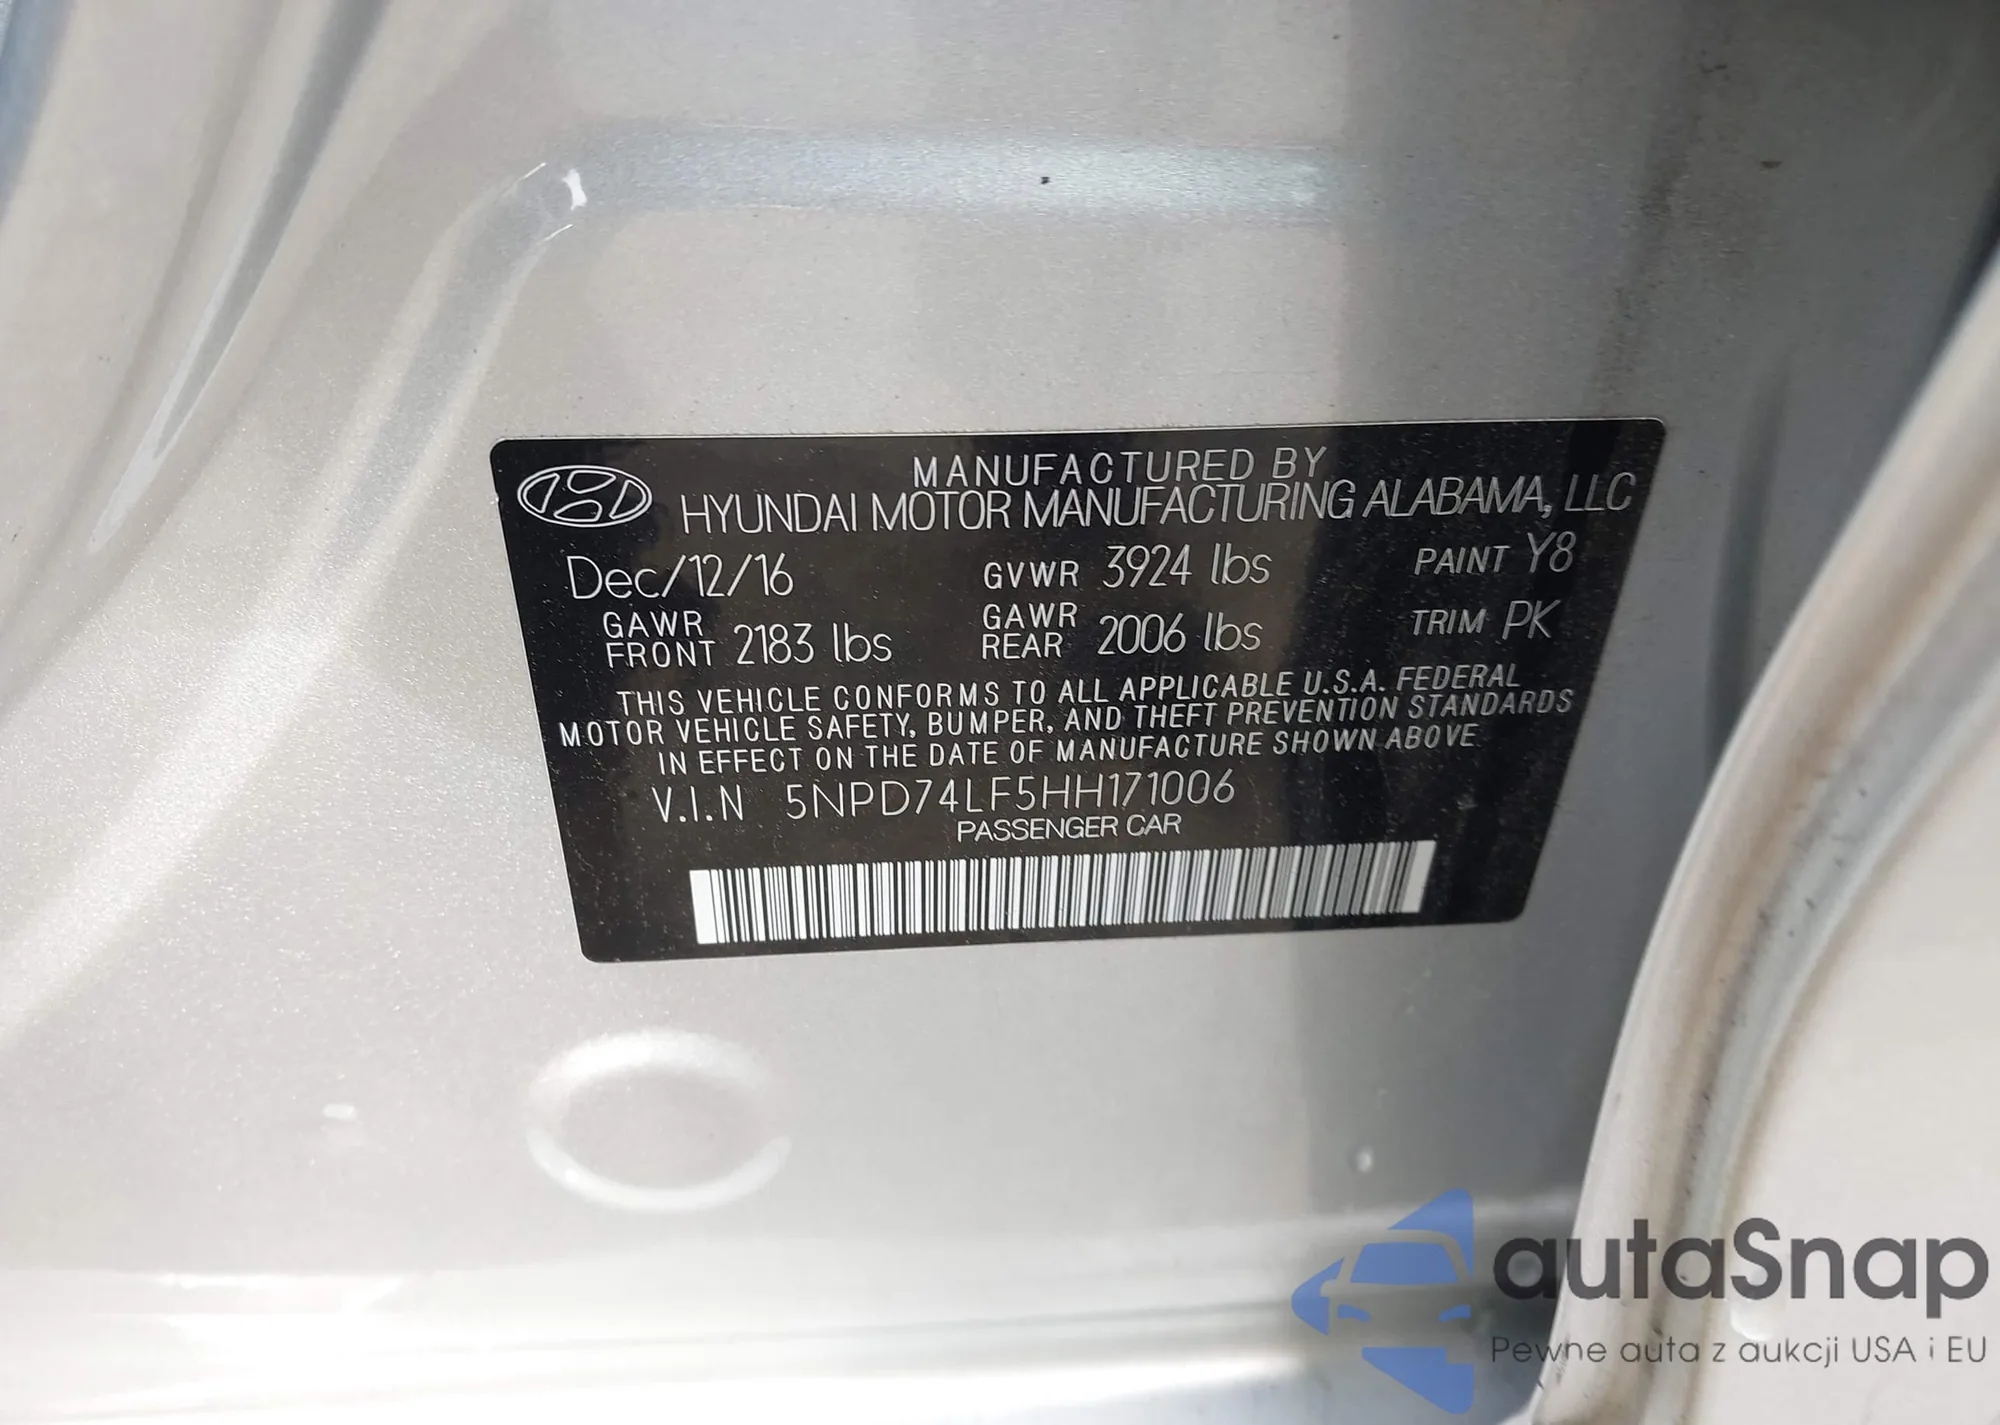 MANUFACTURED BY
HYUNDAI MOTOR MANUFACTURING ALABAMA, LLC
Dec/12/16 GVWR 3924 lbs PAINT Y8
GAWR FRONT 2183 lbs GAWR REAR 2006 lbs TRIM PK
THIS VEHICLE CONFORMS TO ALL APPLICABLE U.S.A. FEDERAL
MOTOR VEHICLE SAFETY, BUMPER, AND THEFT PREVENTION STANDARDS
IN EFFECT ON THE DATE OF MANUFACTURE SHOWN ABOVE
V.I.N 5NPD74LF5HH171006
PASSENGER CAR
autaSnap
Pewne auta z aukcji USA i EU